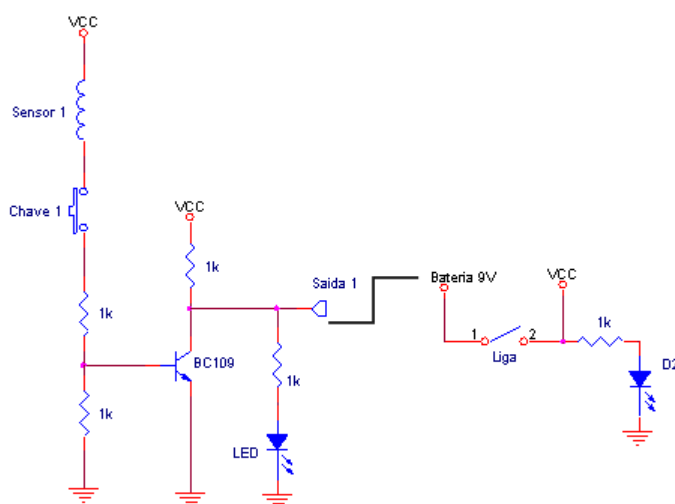 VCC
Sensor 1
Chave 1
VCC
1k
Saida 1
Bateria 9V
VCC
1k
1k
1
2
Liga
BC109
1k
D2
1k
LED